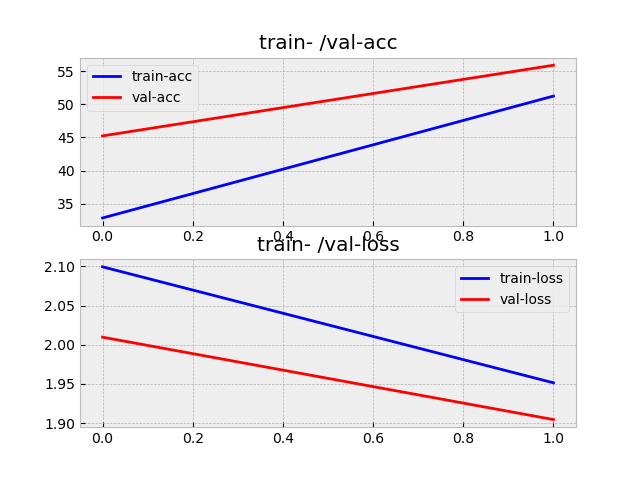 train- /val-acc
55
50
45
40
35
train-acc
val-acc
0.0 0.2 0.4 0.6 0.8 1.0
train- /val-loss
2.10
2.05
2.00
1.95
1.90
train-loss
val-loss
0.0 0.2 0.4 0.6 0.8 1.0